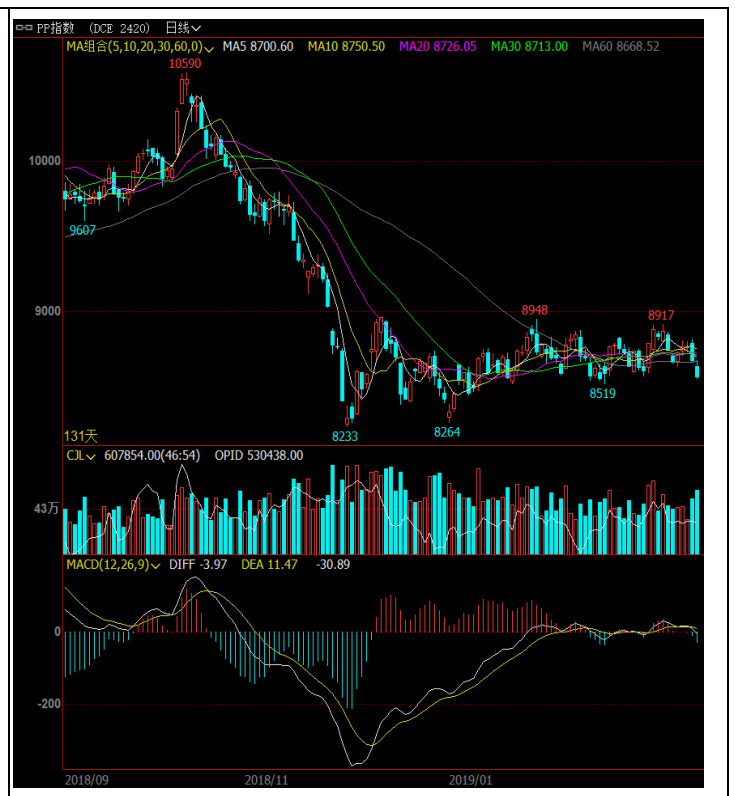 PP指数 (DCE 2420) 日线
MA组合(5,10,20,30,60,0) MA5 8700.60 MA10 8750.50 MA20 8726.05 MA30 8713.00 MA60 8668.52
10590
10000
9607
9000
8948
8917
8519
8233
8264
131天
CJL 607854.00(46:54) OPID 530438.00
43万
MACD(12,26,9) DIFF -3.97 DEA 11.47 -30.89
0
-200
2018/09 2018/11 2019/01